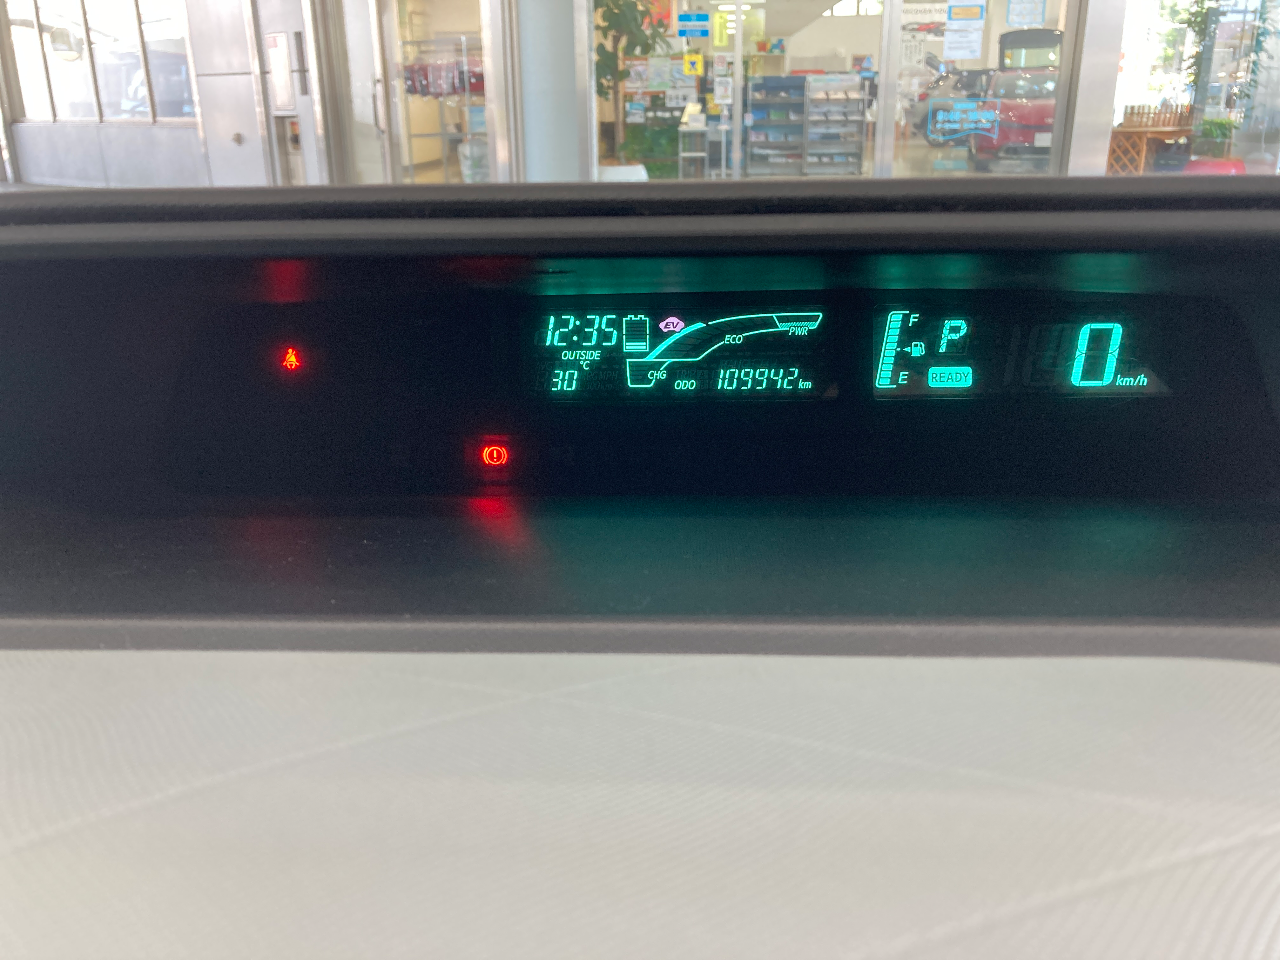 12:35
EV
PWR
ECO
OUTSIDE
30 °C
CHG
ODO 109942 km
F
E
P
READY
0 km/h